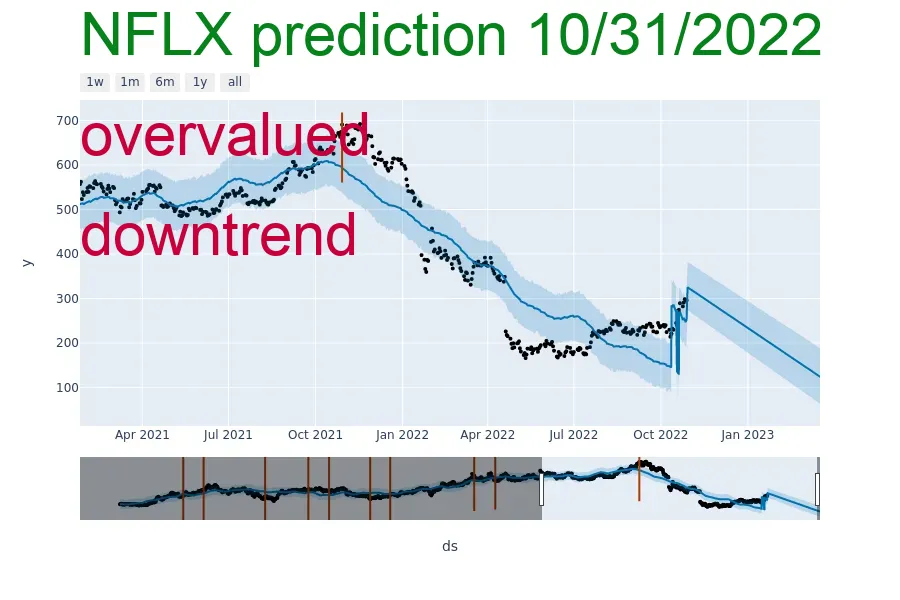 NFLX prediction 10/31/2022
1w 1m 6m 1y all
700
overvalued
600
500
downtrend
400
y
300
200
100
Apr 2021 Jul 2021 Oct 2021 Jan 2022 Apr 2022 Jul 2022 Oct 2022 Jan 2023
ds